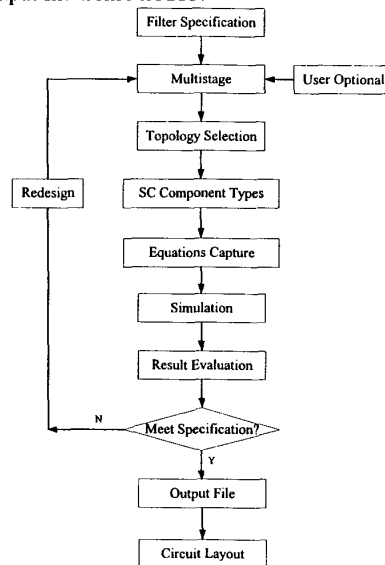 Filter Specification
Multistage
User Optional
Topology Selection
Redesign
SC Component Types
Equations Capture
Simulation
Result Evaluation
N
Meet Specification?
Y
Output File
Circuit Layout